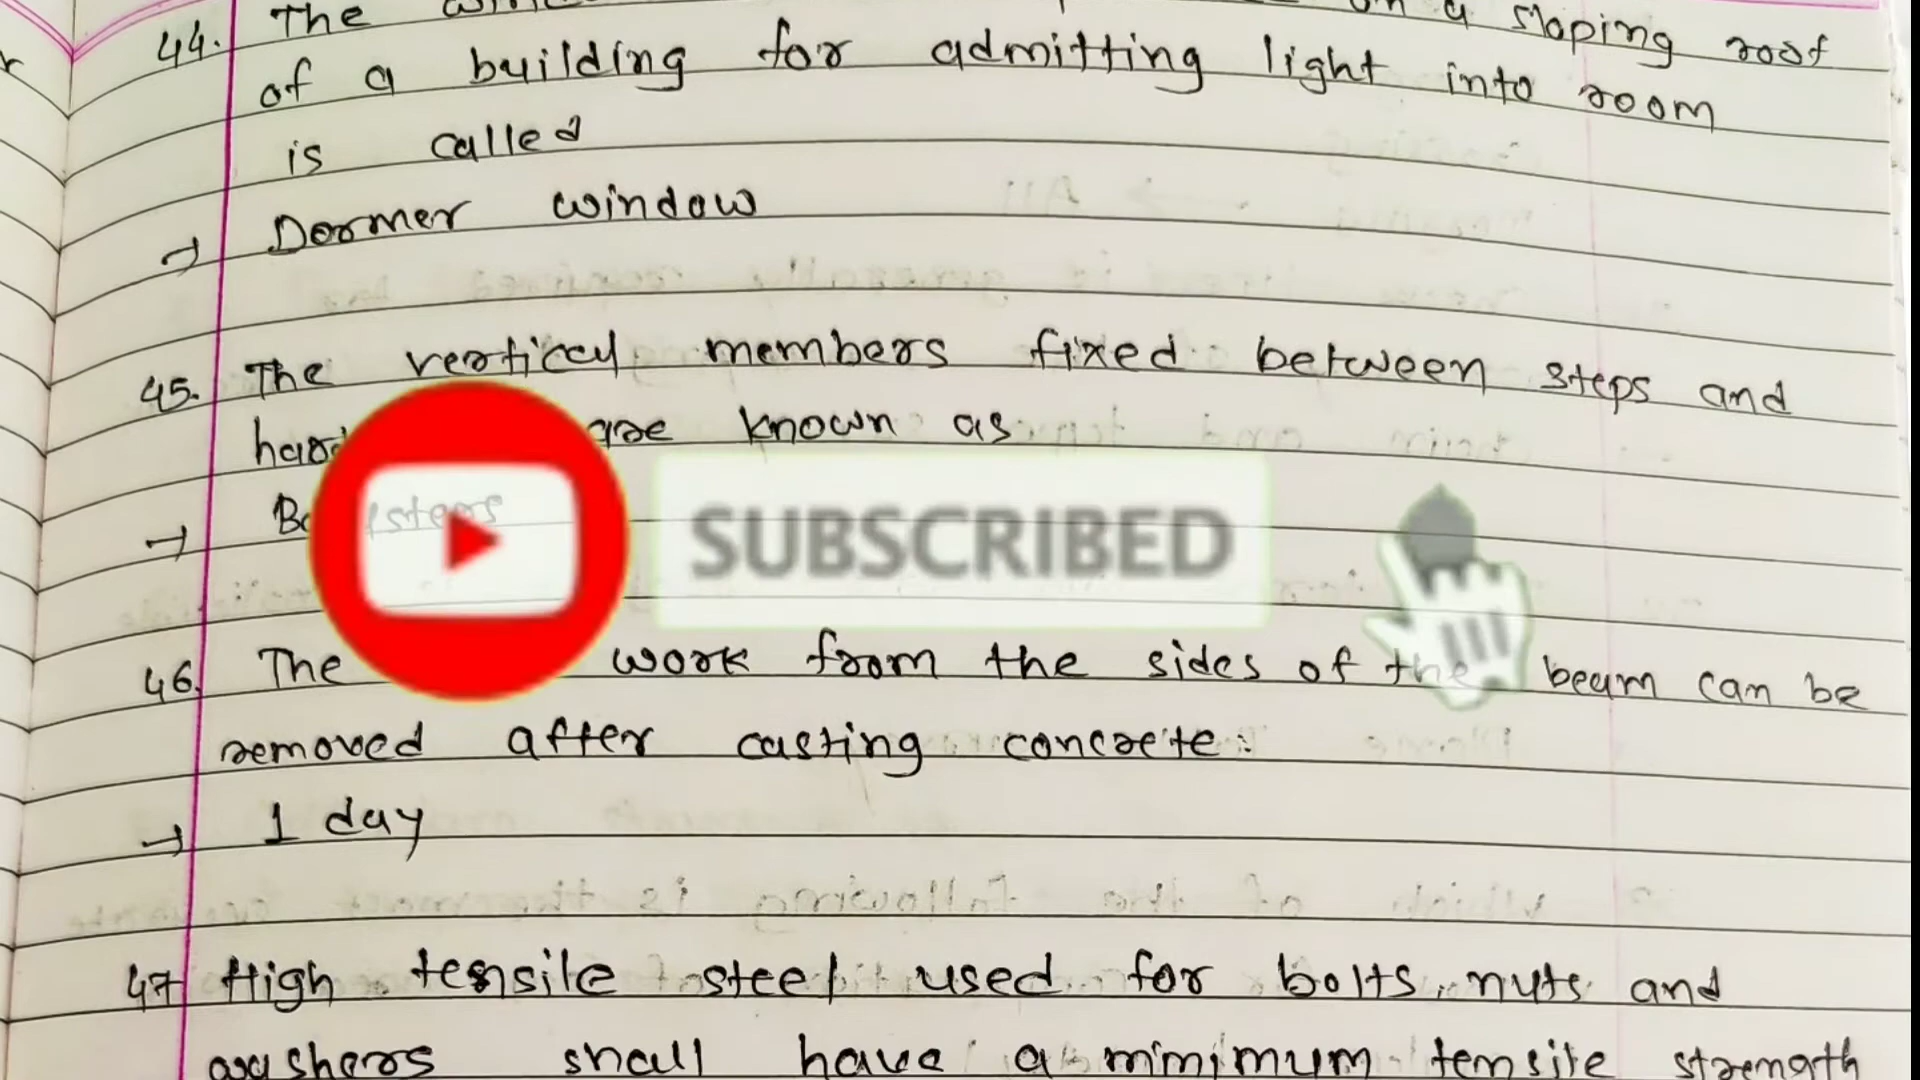 44. The on a sloping roof
of a building for admitting light into room
is called
→ Dormer window
45. The vertical members fixed between steps and
are known as
→
SUBSCRIBED
46. The work from the sides of the beam can be
removed after casting concrete:
→ 1 day
47 High tensile steel used for bolts, nuts and
washers shall have a minimum tensile strength